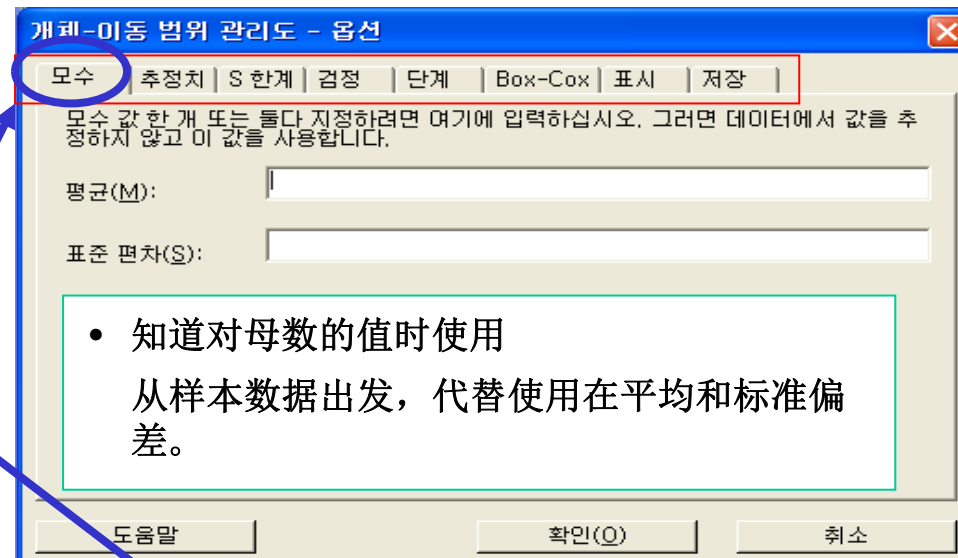 개체-이동 범위 관리도 - 옵션
모수 추정치 S 한계 검정 단계 Box-Cox 표시 저장
모수 값 한 개 또는 둘다 지정하려면 여기에 입력하십시오. 그러면 데이터에서 값을 추
정하지 않고 이 값을 사용합니다.
평균(M):
표준 편차(S):
• 知道对母数的值时使用
从样本数据出发，代替使用在平均和标准偏
差。
도움말 확인(O) 취소